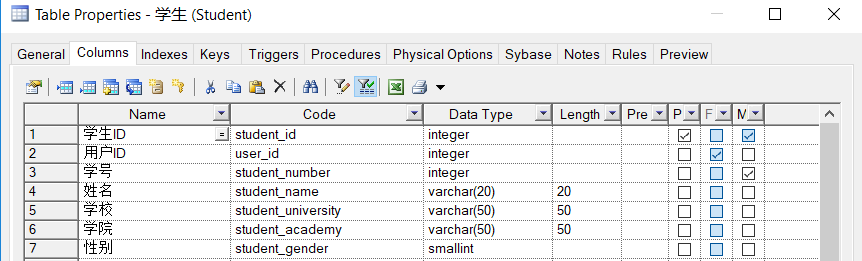 Table Properties - 学生 (Student)
General Columns Indexes Keys Triggers Procedures Physical Options Sybase Notes Rules Preview
Name Code Data Type Length Pre P F M
1 学生ID = student_id integer
2 用户ID user_id integer
3 学号 student_number integer
4 姓名 student_name varchar(20) 20
5 学校 student_university varchar(50) 50
6 学院 student_academy varchar(50) 50
7 性别 student_gender smallint